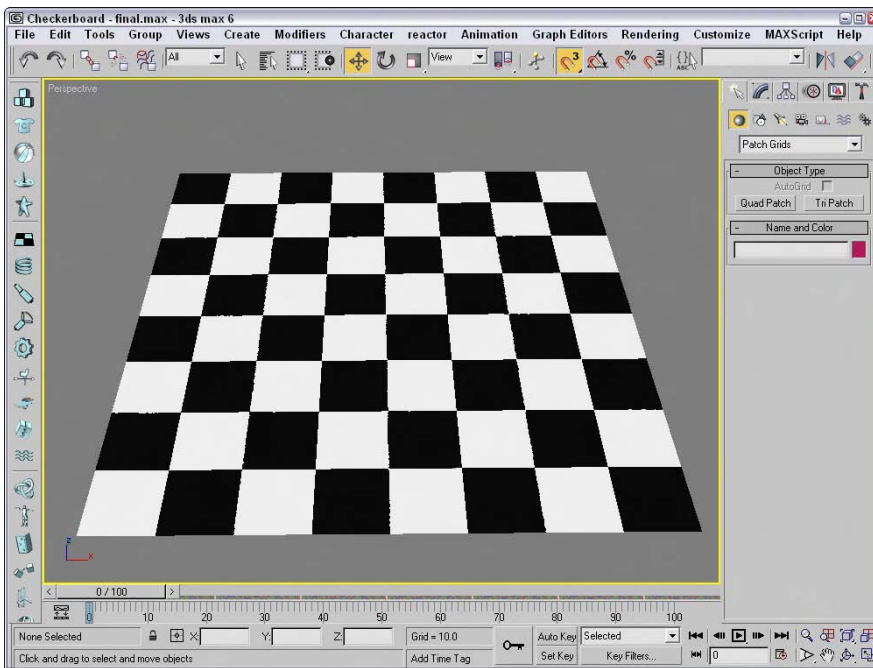 Checkerboard - final.max - 3ds max 6
File Edit Tools Group Views Create Modifiers Character reactor Animation Graph Editors Rendering Customize MAXScript Help
All View 3 % ABC
Perspective
Patch Grids
- Object Type
AutoGrid
Quad Patch Tri Patch
- Name and Color
z
x
< 0 / 100 >
0 10 20 30 40 50 60 70 80 90 100
None Selected X: Y: Z: Grid = 10.0 Auto Key Selected
Click and drag to select and move objects Add Time Tag Set Key Key Filters... 0